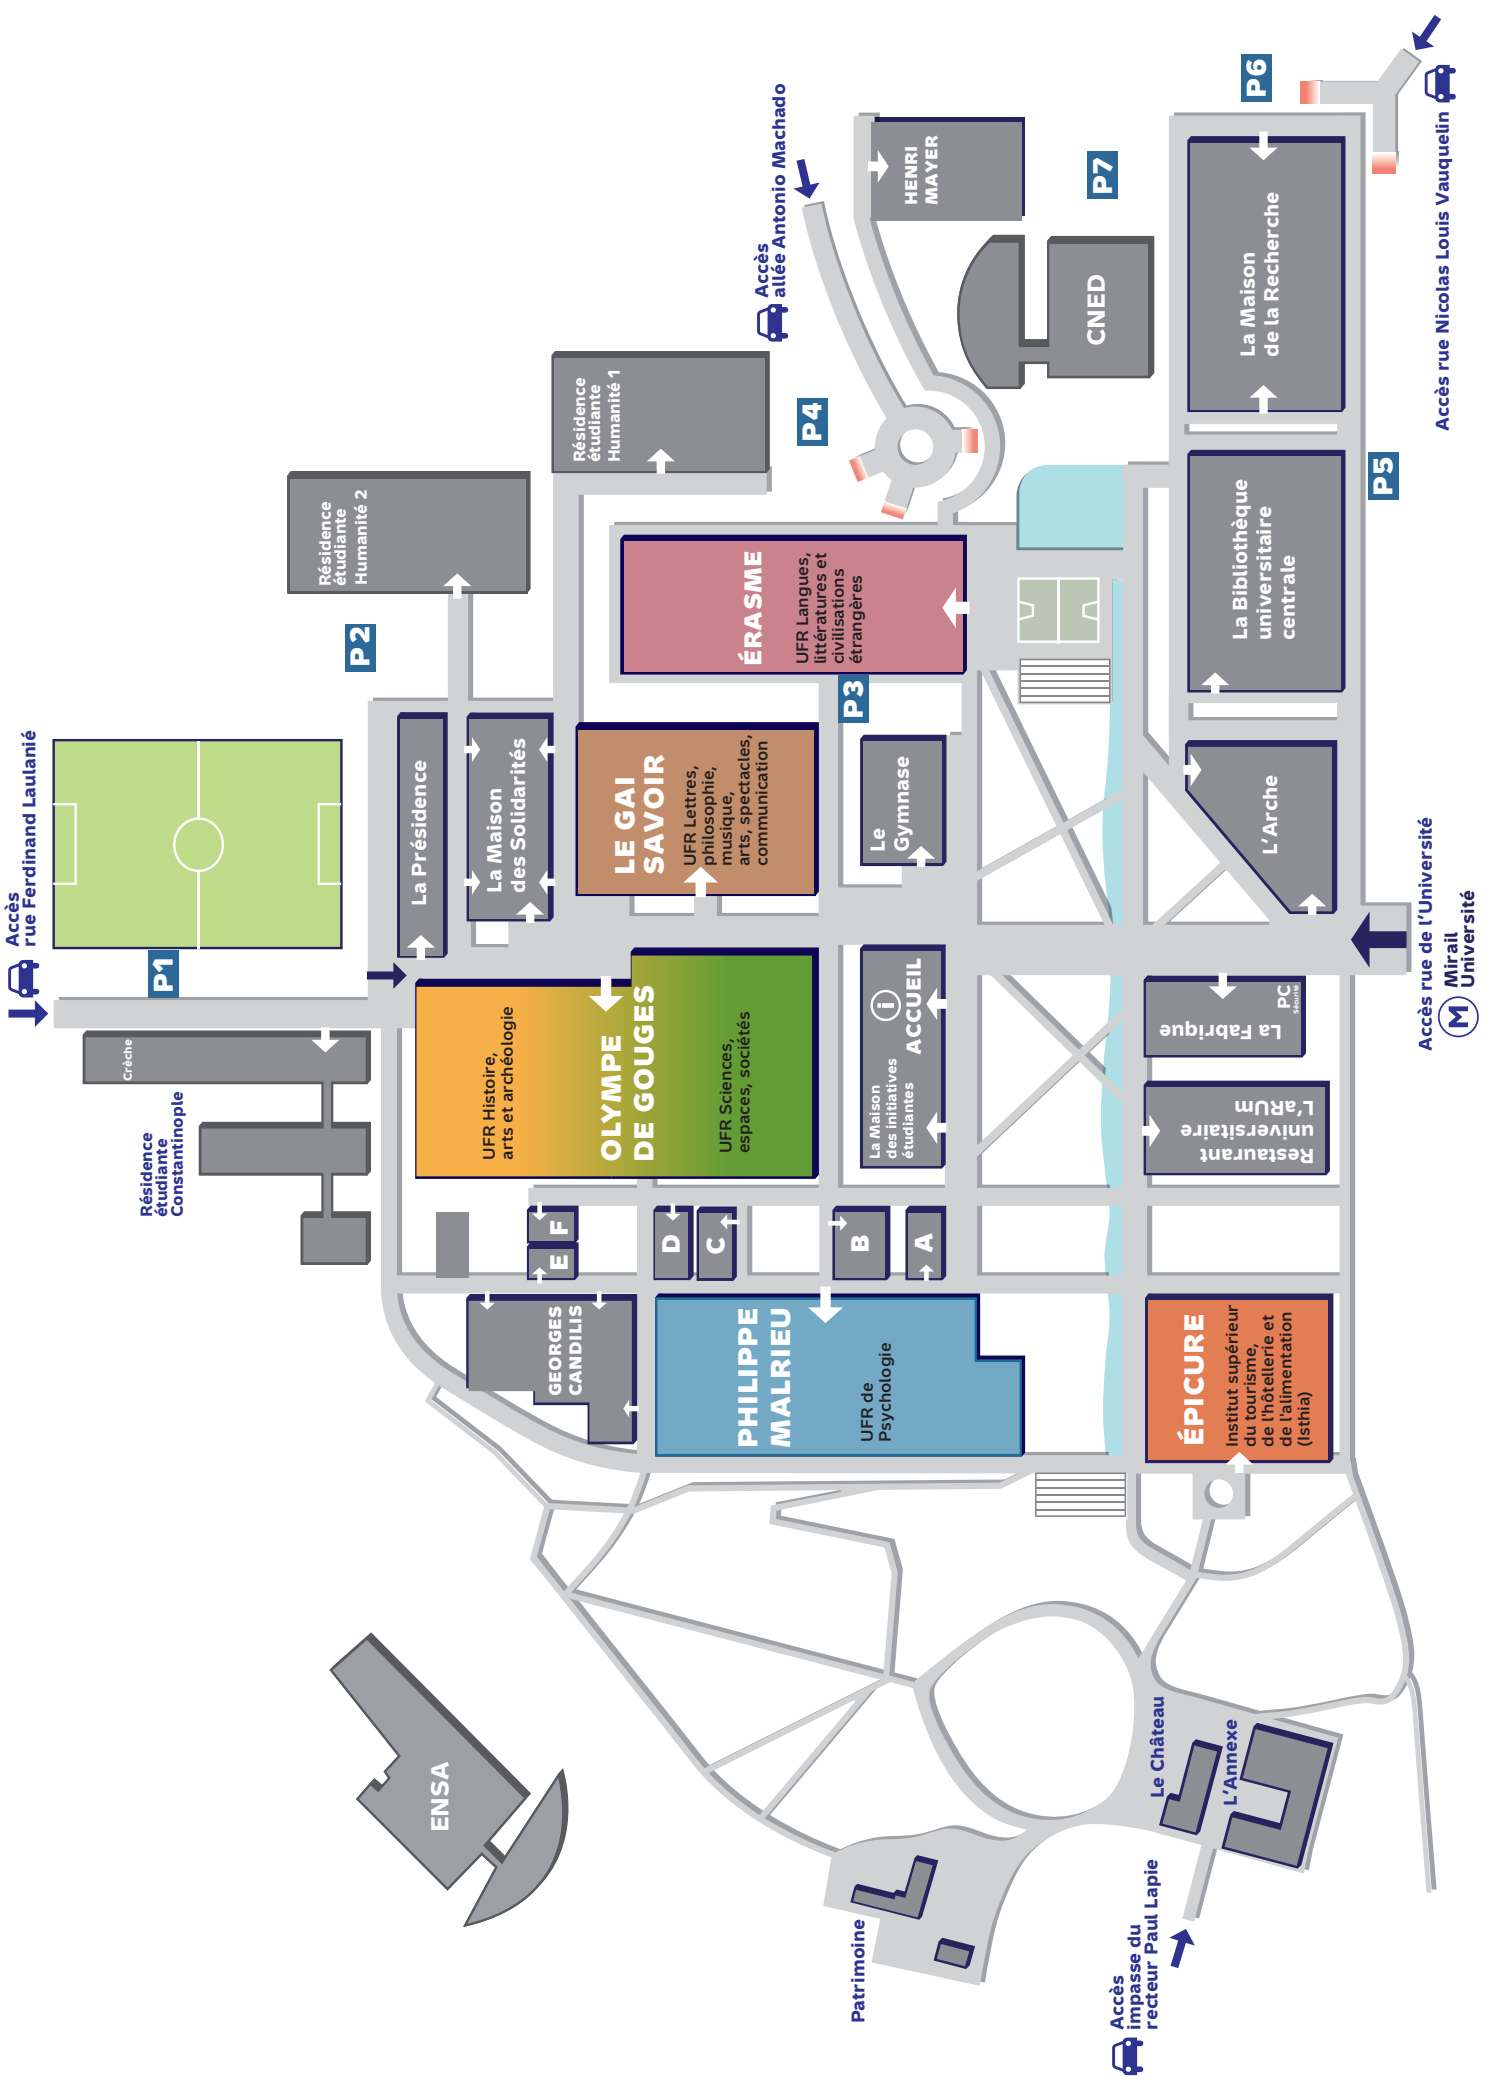 Accès
rue Ferdinand Laulanié
P1
P2
Crèche
Résidence
étudiante
Constantinople
Résidence
étudiante
Humanité 2
Résidence
étudiante
Humanité 1
La Présidence
La Maison
des Solidarités
LE GAI
SAVOIR
UFR Lettres,
philosophie,
musique,
arts, spectacles,
communication
ÉRASME
UFR Langues,
littératures et
civilisations
étrangères
P3
P4
Accès
allée Antonio Machado
HENRI
MAYER
P7
CNED
P6
La Maison
de la Recherche
Accès rue Nicolas Louis Vauquelin
P5
La Bibliothèque
universitaire
centrale
L'Arche
Le
Gymnase
UFR Histoire,
arts et archéologie
OLYMPE
DE GOUGES
UFR Sciences,
espaces, sociétés
La Maison
des initiatives
étudiantes
i
ACCUEIL
La Fabrique
PC
Sécurité
Restaurant
universitaire
L'aRUm
Accès rue de l'Université
M
Mirail
Université
F
E
D
C
B
A
GEORGES
CANDILIS
PHILIPPE
MALRIEU
UFR de
Psychologie
ÉPICURE
Institut supérieur
du tourisme,
de l'hôtellerie et
de l'alimentation
(Isthia)
ENSA
Patrimoine
Le Château
L'Annexe
Accès
impasse du
recteur Paul Lapie